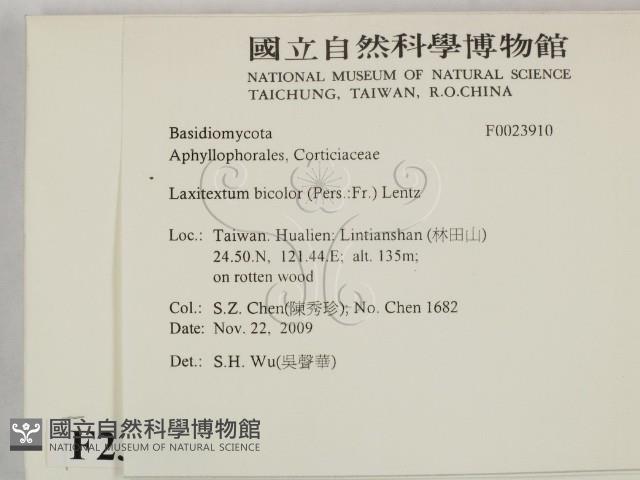 國立自然科學博物館
NATIONAL MUSEUM OF NATURAL SCIENCE
TAICHUNG, TAIWAN, R.O.CHINA
Basidiomycota F0023910
Aphyllophorales, Corticiaceae
Laxitextum bicolor (Pers.:Fr.) Lentz
Loc.: Taiwan. Hualien: Lintianshan (林田山)
24.50.N, 121.44.E; alt. 135m;
on rotten wood
Col.: S.Z. Chen(陳秀珍); No. Chen 1682
Date: Nov. 22, 2009
Det.: S.H. Wu(吳聲華)
國立自然科學博物館
NATIONAL MUSEUM OF NATURAL SCIENCE